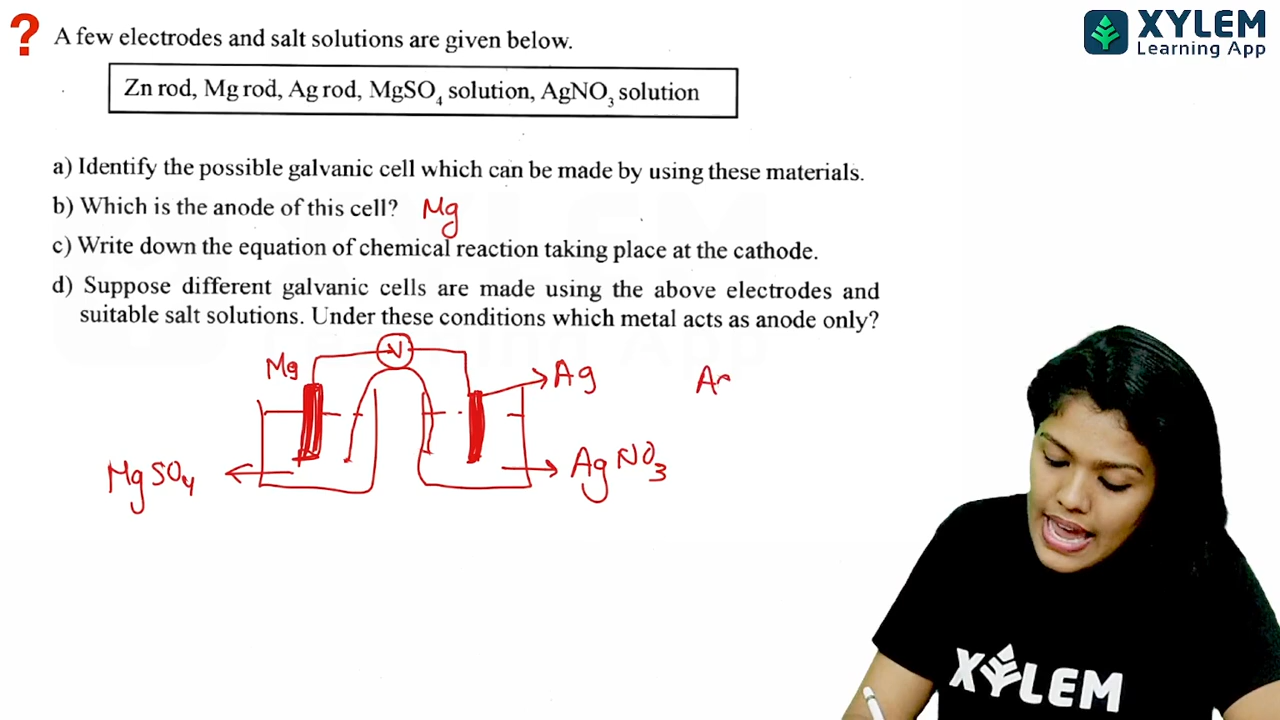 ? A few electrodes and salt solutions are given below.
XYLEM
Learning App
Zn rod, Mg rod, Ag rod, MgSO₄ solution, AgNO₃ solution
a) Identify the possible galvanic cell which can be made by using these materials.
b) Which is the anode of this cell? Mg
c) Write down the equation of chemical reaction taking place at the cathode.
d) Suppose different galvanic cells are made using the above electrodes and
suitable salt solutions. Under these conditions which metal acts as anode only?
V
Mg
Ag
MgSO₄
AgNO₃
XYLEM